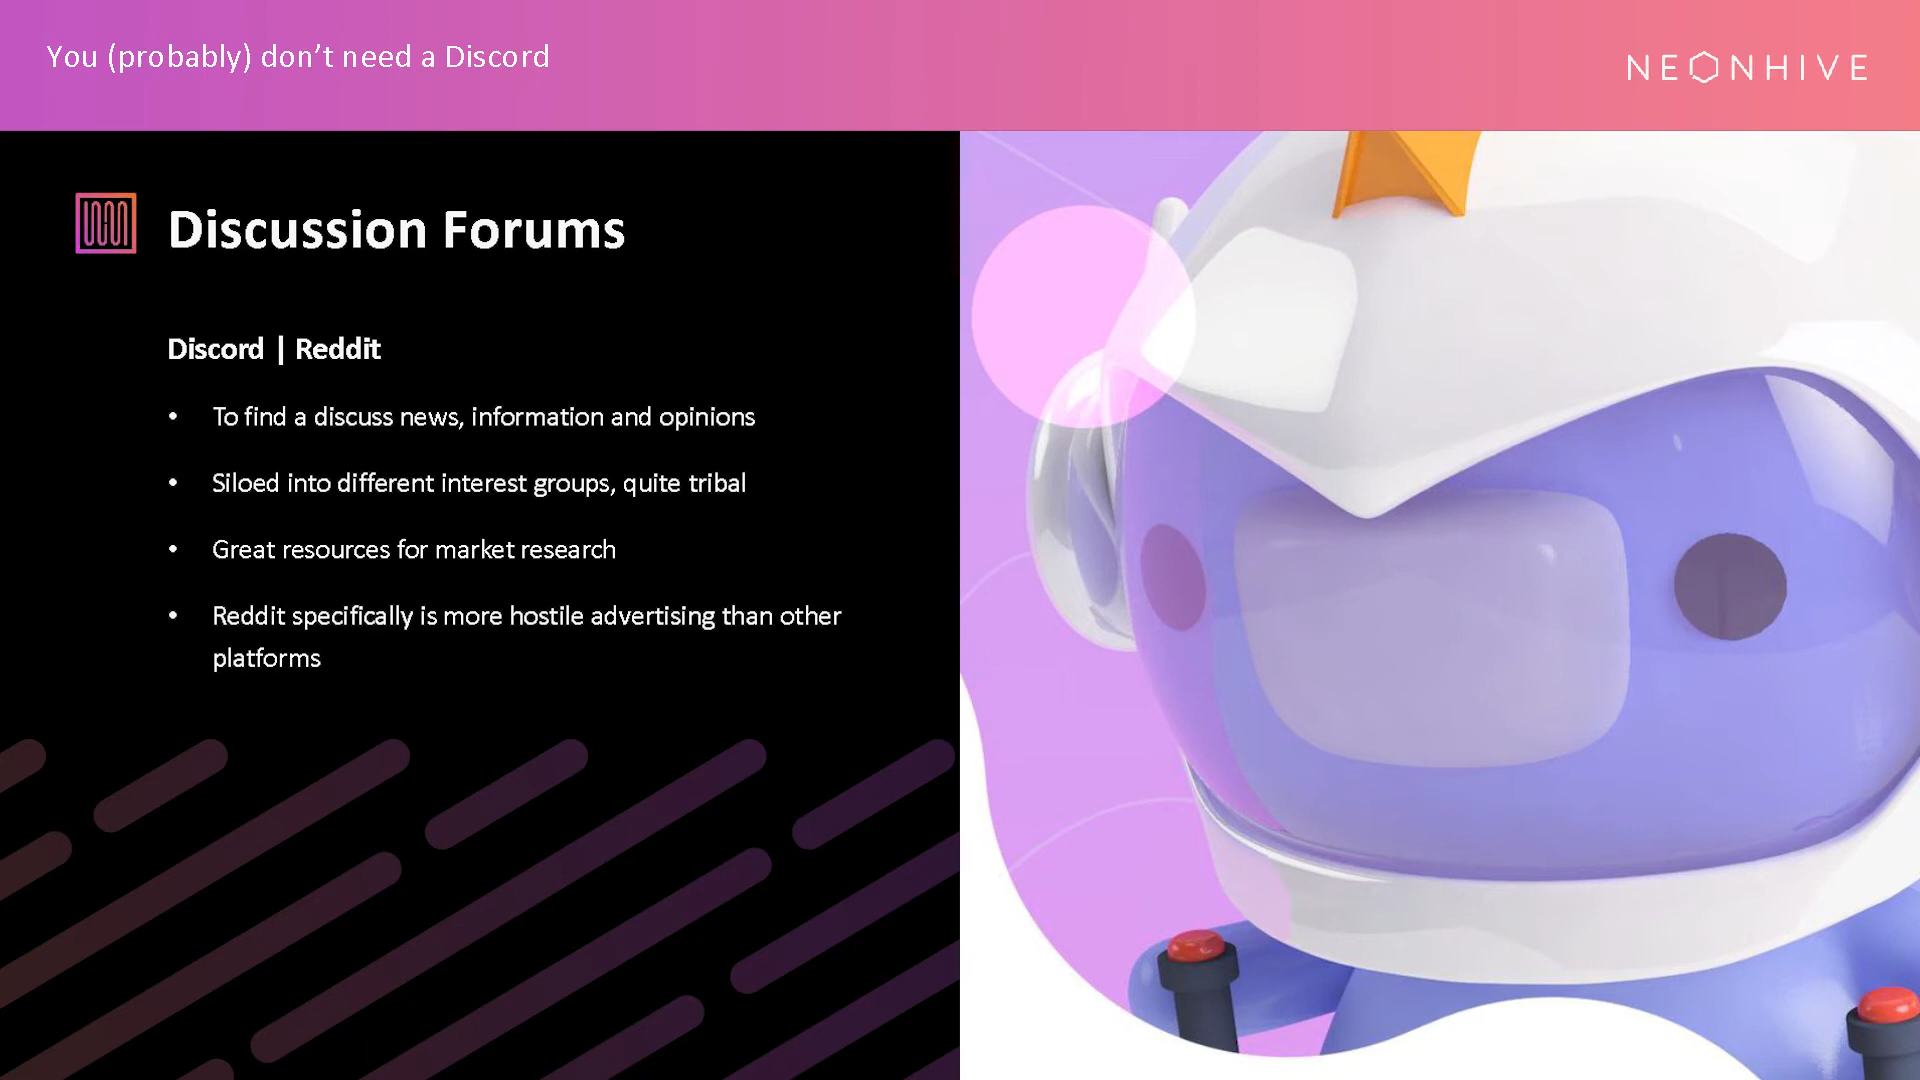 You (probably) don’t need a Discord
NEONHIVE
Discussion Forums
Discord | Reddit
• To find a discuss news, information and opinions
• Siloed into different interest groups, quite tribal
• Great resources for market research
• Reddit specifically is more hostile advertising than other
platforms